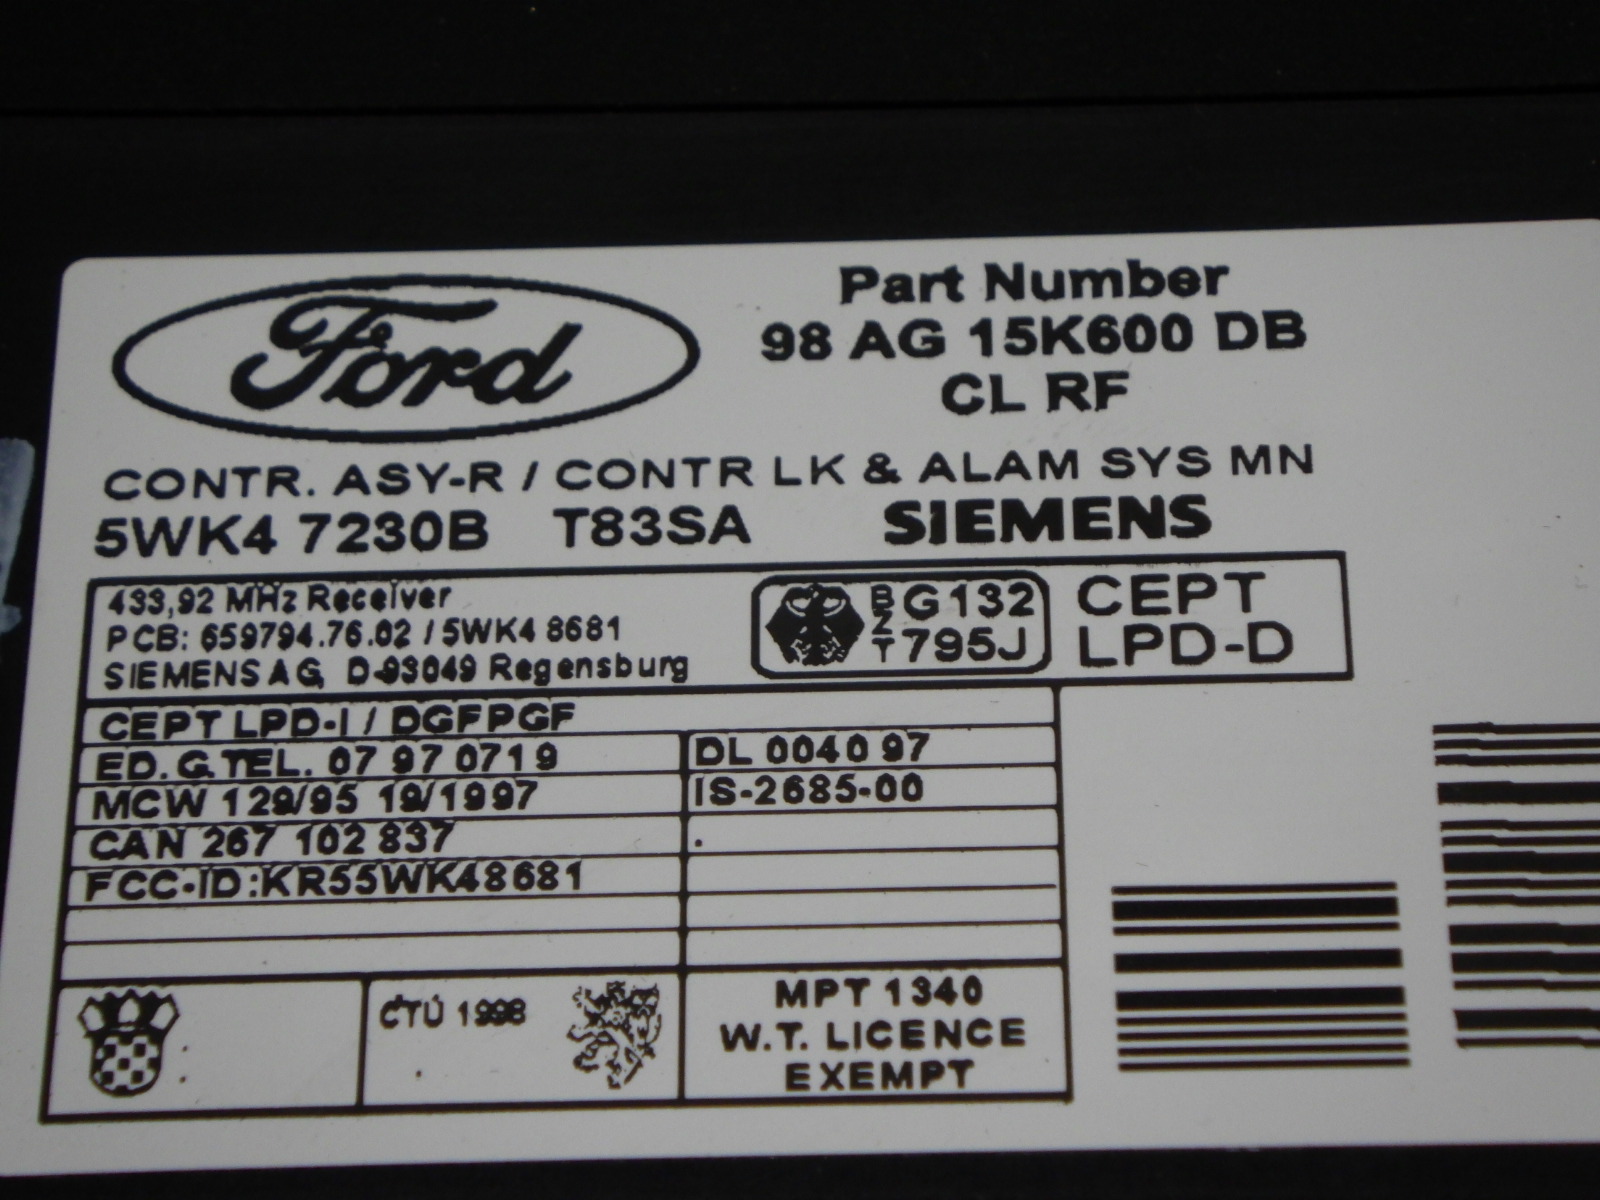 Ford
Part Number
98 AG 15K600 DB
CL RF
CONTR. ASY-R / CONTR LK & ALAM SYS MN
5WK4 7230B T83SA SIEMENS
433,92 MHz Receiver
PCB: 659794.76.02 / 5WK4 8681
SIEMENS AG, D-93049 Regensburg
BZT G132
795J
CEPT
LPD-D
CEPT LPD-I / DGFPGF
ED.G.TEL. 07 97 0719
DL 0040 97
MCW 129/95 19/1997
IS-2685-00
CAN 267 102 837
.
FCC-ID:KR55WK48681
ČTÚ 1998
MPT 1340
W.T. LICENCE
EXEMPT